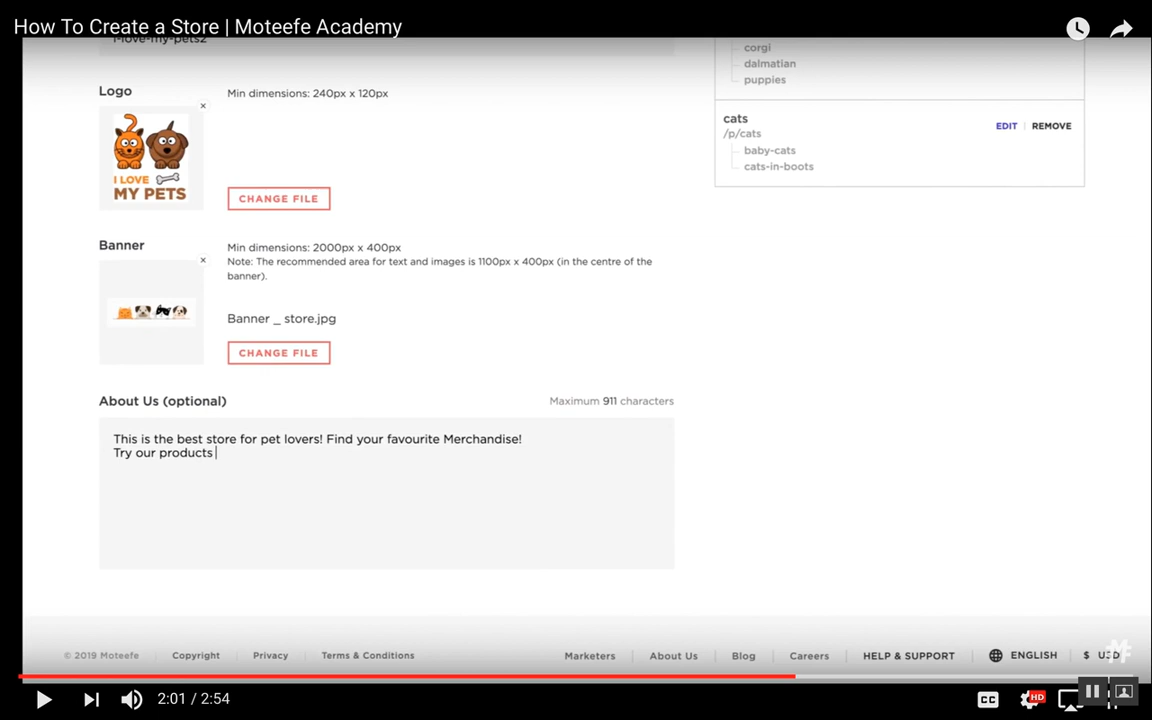 How To Create a Store | Moteefe Academy
i-love-my-pets2
Logo
Min dimensions: 240px x 120px
I LOVE
MY PETS
CHANGE FILE
corgi
dalmatian
puppies
cats
/p/cats
EDIT | REMOVE
baby-cats
cats-in-boots
Banner
Min dimensions: 2000px x 400px
Note: The recommended area for text and images is 1100px x 400px (in the centre of the
banner).
Banner _ store.jpg
CHANGE FILE
About Us (optional)
Maximum 911 characters
This is the best store for pet lovers! Find your favourite Merchandise!
Try our products
© 2019 Moteefe | Copyright | Privacy | Terms & Conditions
Marketers | About Us | Blog | Careers | HELP & SUPPORT | ENGLISH | $ USD
2:01 / 2:54
CC
HD